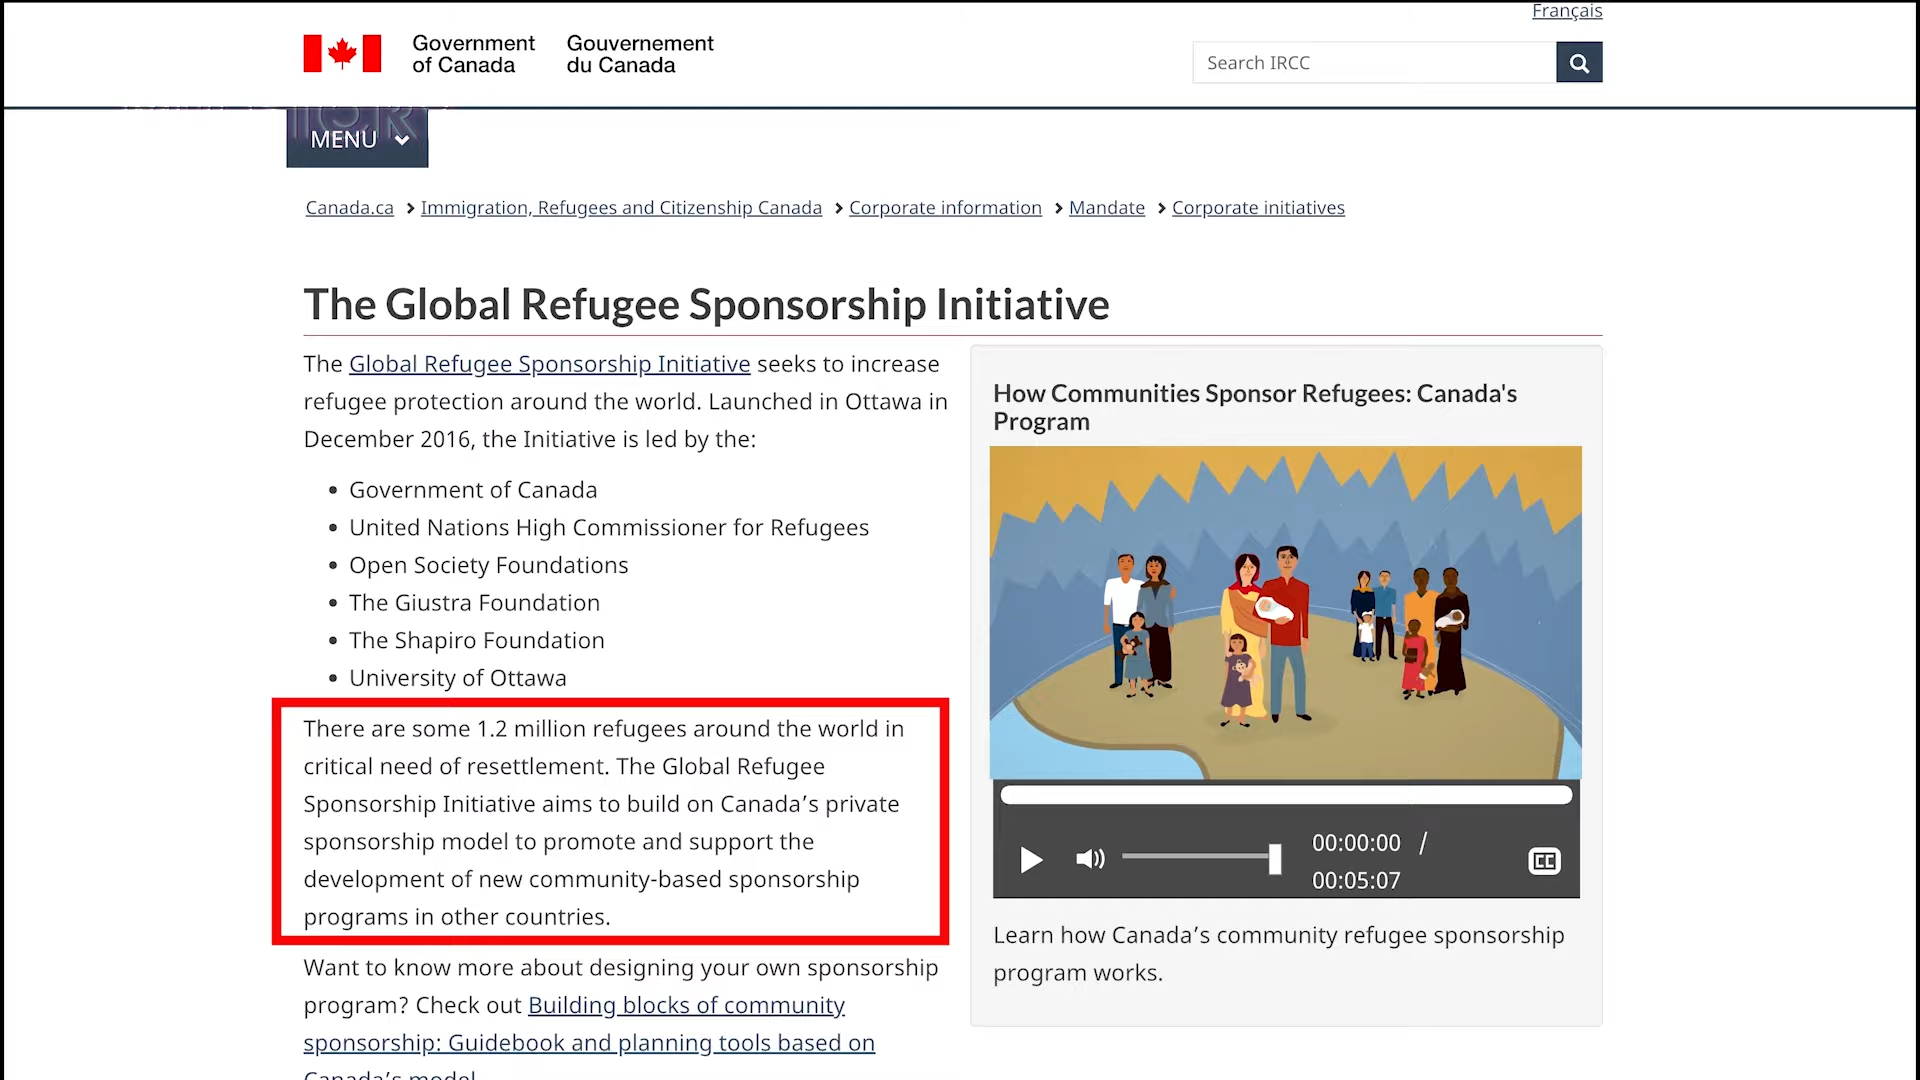 Français
Government
of Canada
Gouvernement
du Canada
Search IRCC
MENU
Canada.ca > Immigration, Refugees and Citizenship Canada > Corporate information > Mandate > Corporate initiatives
The Global Refugee Sponsorship Initiative
The Global Refugee Sponsorship Initiative seeks to increase
refugee protection around the world. Launched in Ottawa in
December 2016, the Initiative is led by the:
• Government of Canada
• United Nations High Commissioner for Refugees
• Open Society Foundations
• The Giustra Foundation
• The Shapiro Foundation
• University of Ottawa
There are some 1.2 million refugees around the world in
critical need of resettlement. The Global Refugee
Sponsorship Initiative aims to build on Canada’s private
sponsorship model to promote and support the
development of new community-based sponsorship
programs in other countries.
Want to know more about designing your own sponsorship
program? Check out Building blocks of community
sponsorship: Guidebook and planning tools based on
Canada’s model
How Communities Sponsor Refugees: Canada's
Program
00:00:00 /
00:05:07
CC
Learn how Canada’s community refugee sponsorship
program works.